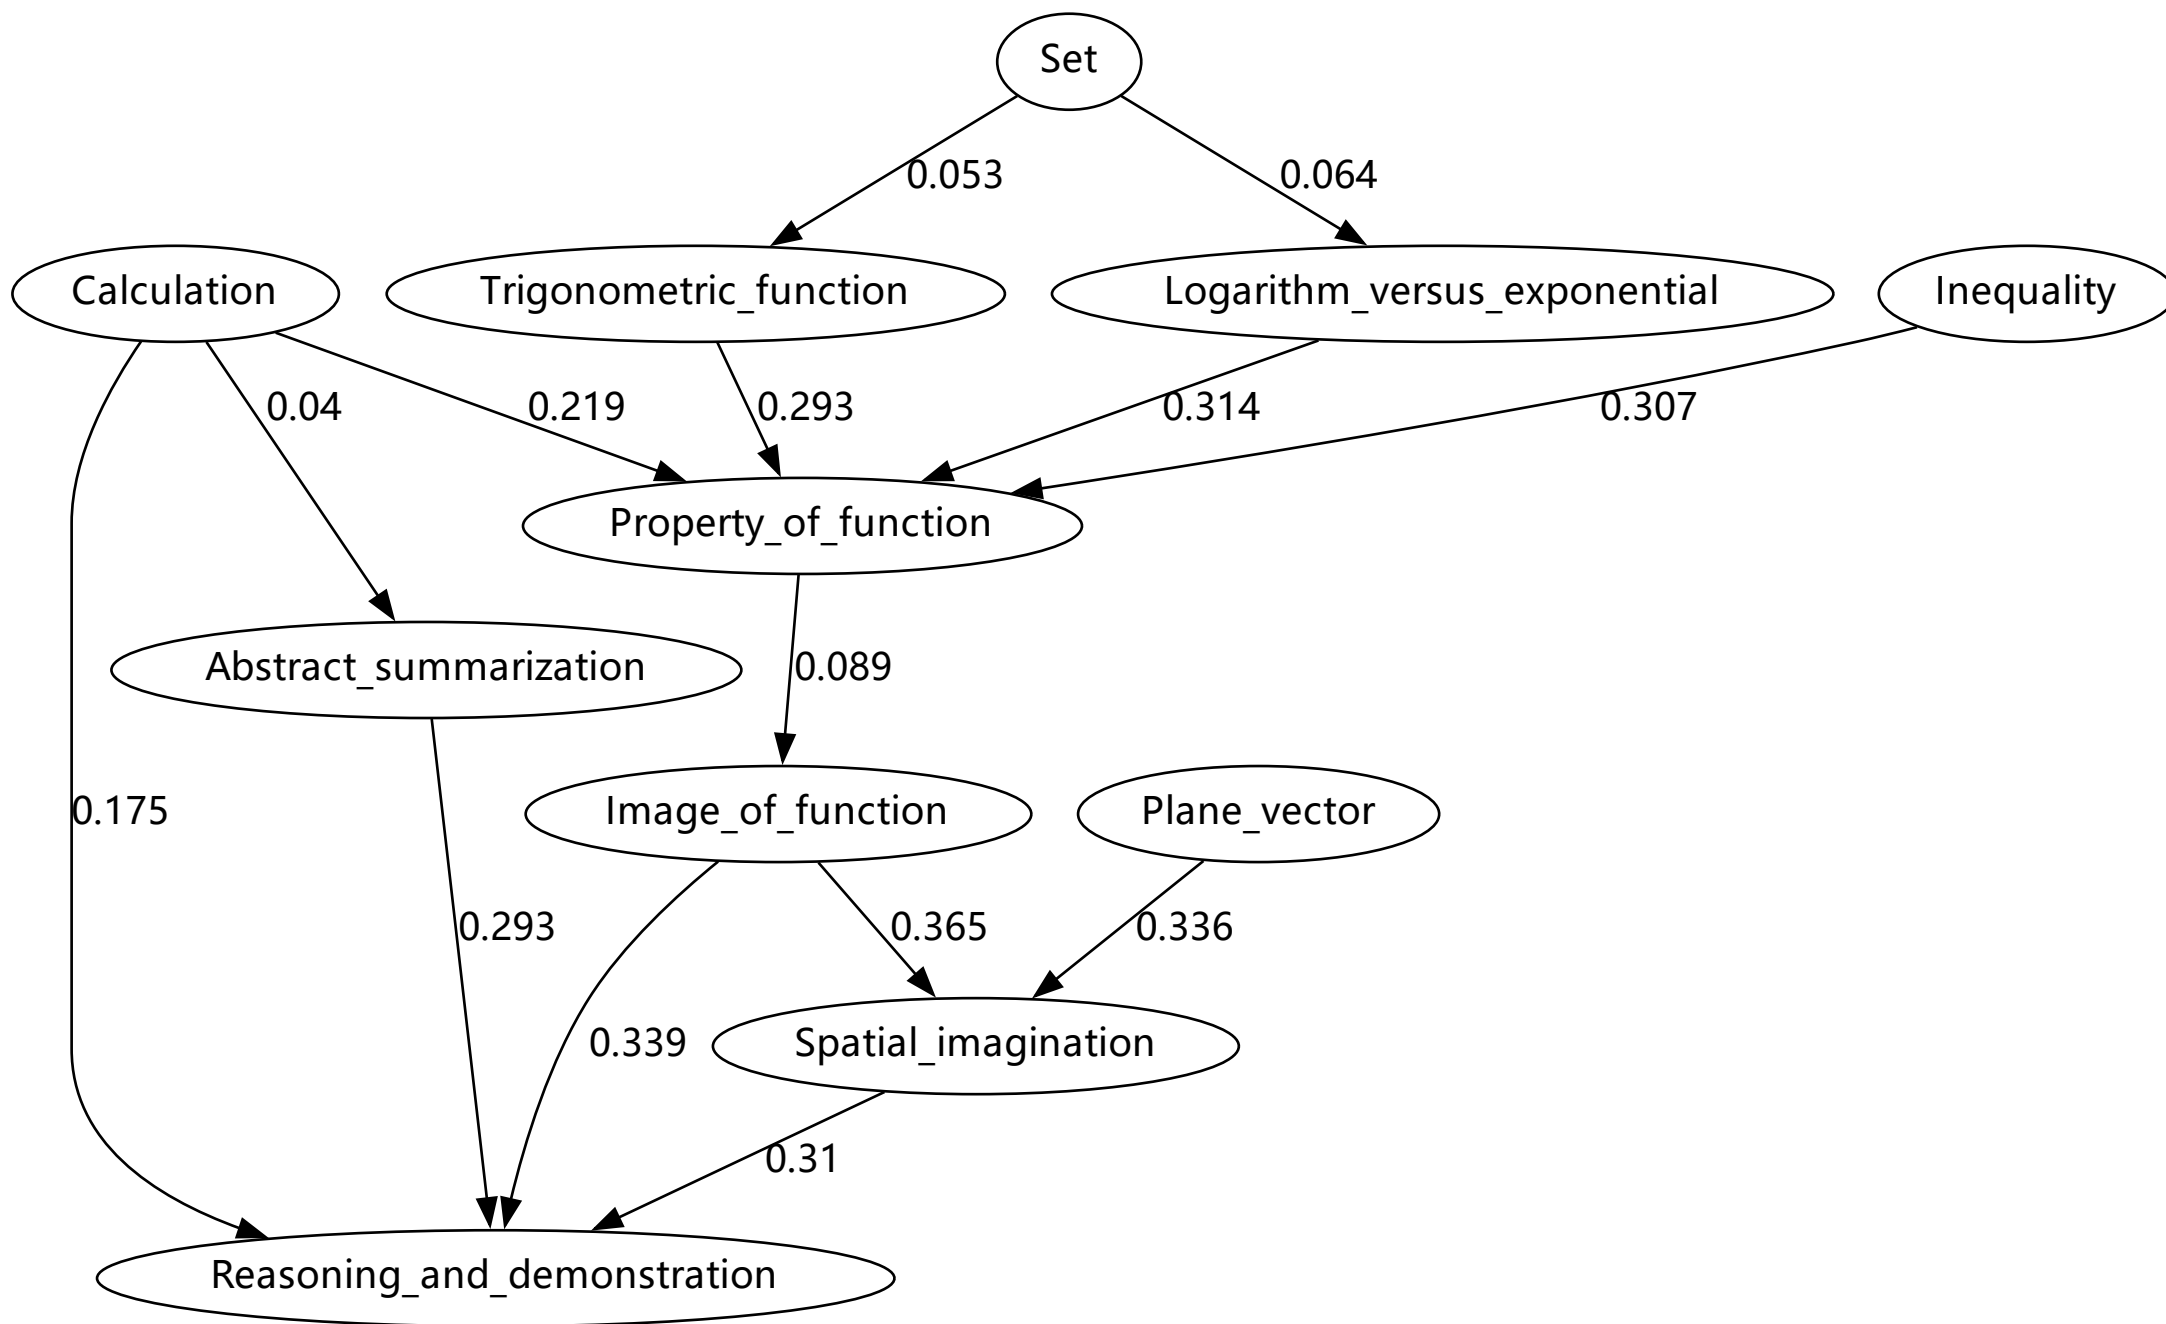 Set
0.053
0.064
Calculation
Trigonometric_function
Logarithm_versus_exponential
Inequality
0.04
0.219
0.293
0.314
0.307
Property_of_function
Abstract_summarization
0.089
0.175
Image_of_function
Plane_vector
0.293
0.365
0.336
0.339
Spatial_imagination
0.31
Reasoning_and_demonstration